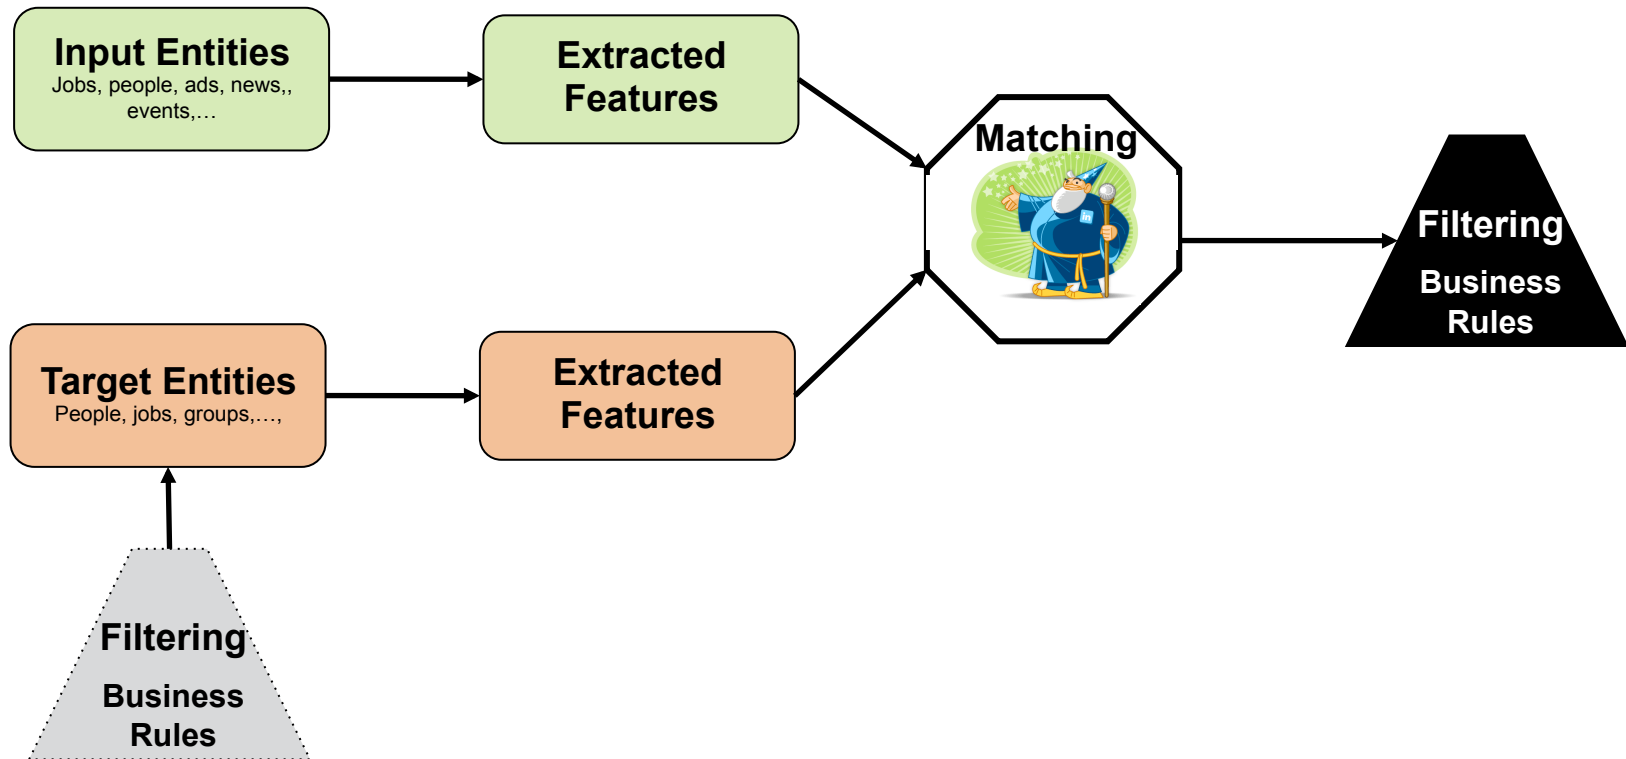 Input Entities
Jobs, people, ads, news,,
events,…
Extracted
Features
Matching
in
Filtering
Business
Rules
Target Entities
People, jobs, groups,…,
Extracted
Features
Filtering
Business
Rules